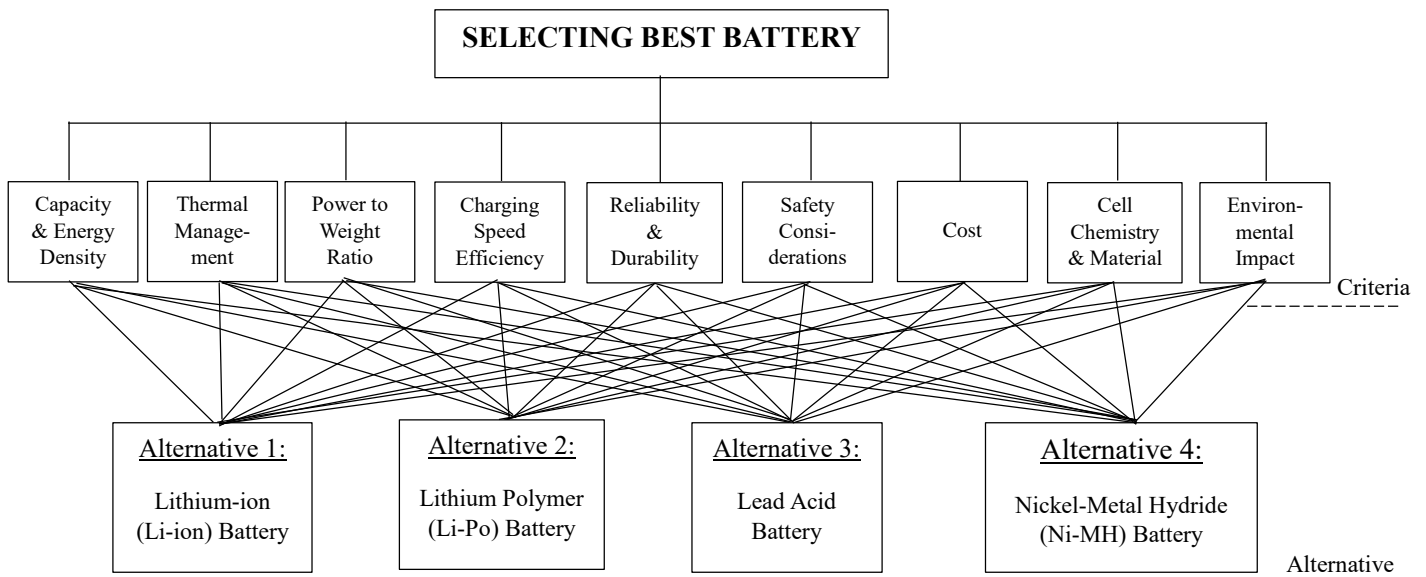 SELECTING BEST BATTERY
Capacity
& Energy
Density
Thermal
Manage-
ment
Power to
Weight
Ratio
Charging
Speed
Efficiency
Reliability
&
Durability
Safety
Consi-
derations
Cost
Cell
Chemistry
& Material
Environ-
mental
Impact
Criteria
Alternative 1:
Lithium-ion
(Li-ion) Battery
Alternative 2:
Lithium Polymer
(Li-Po) Battery
Alternative 3:
Lead Acid
Battery
Alternative 4:
Nickel-Metal Hydride
(Ni-MH) Battery
Alternative